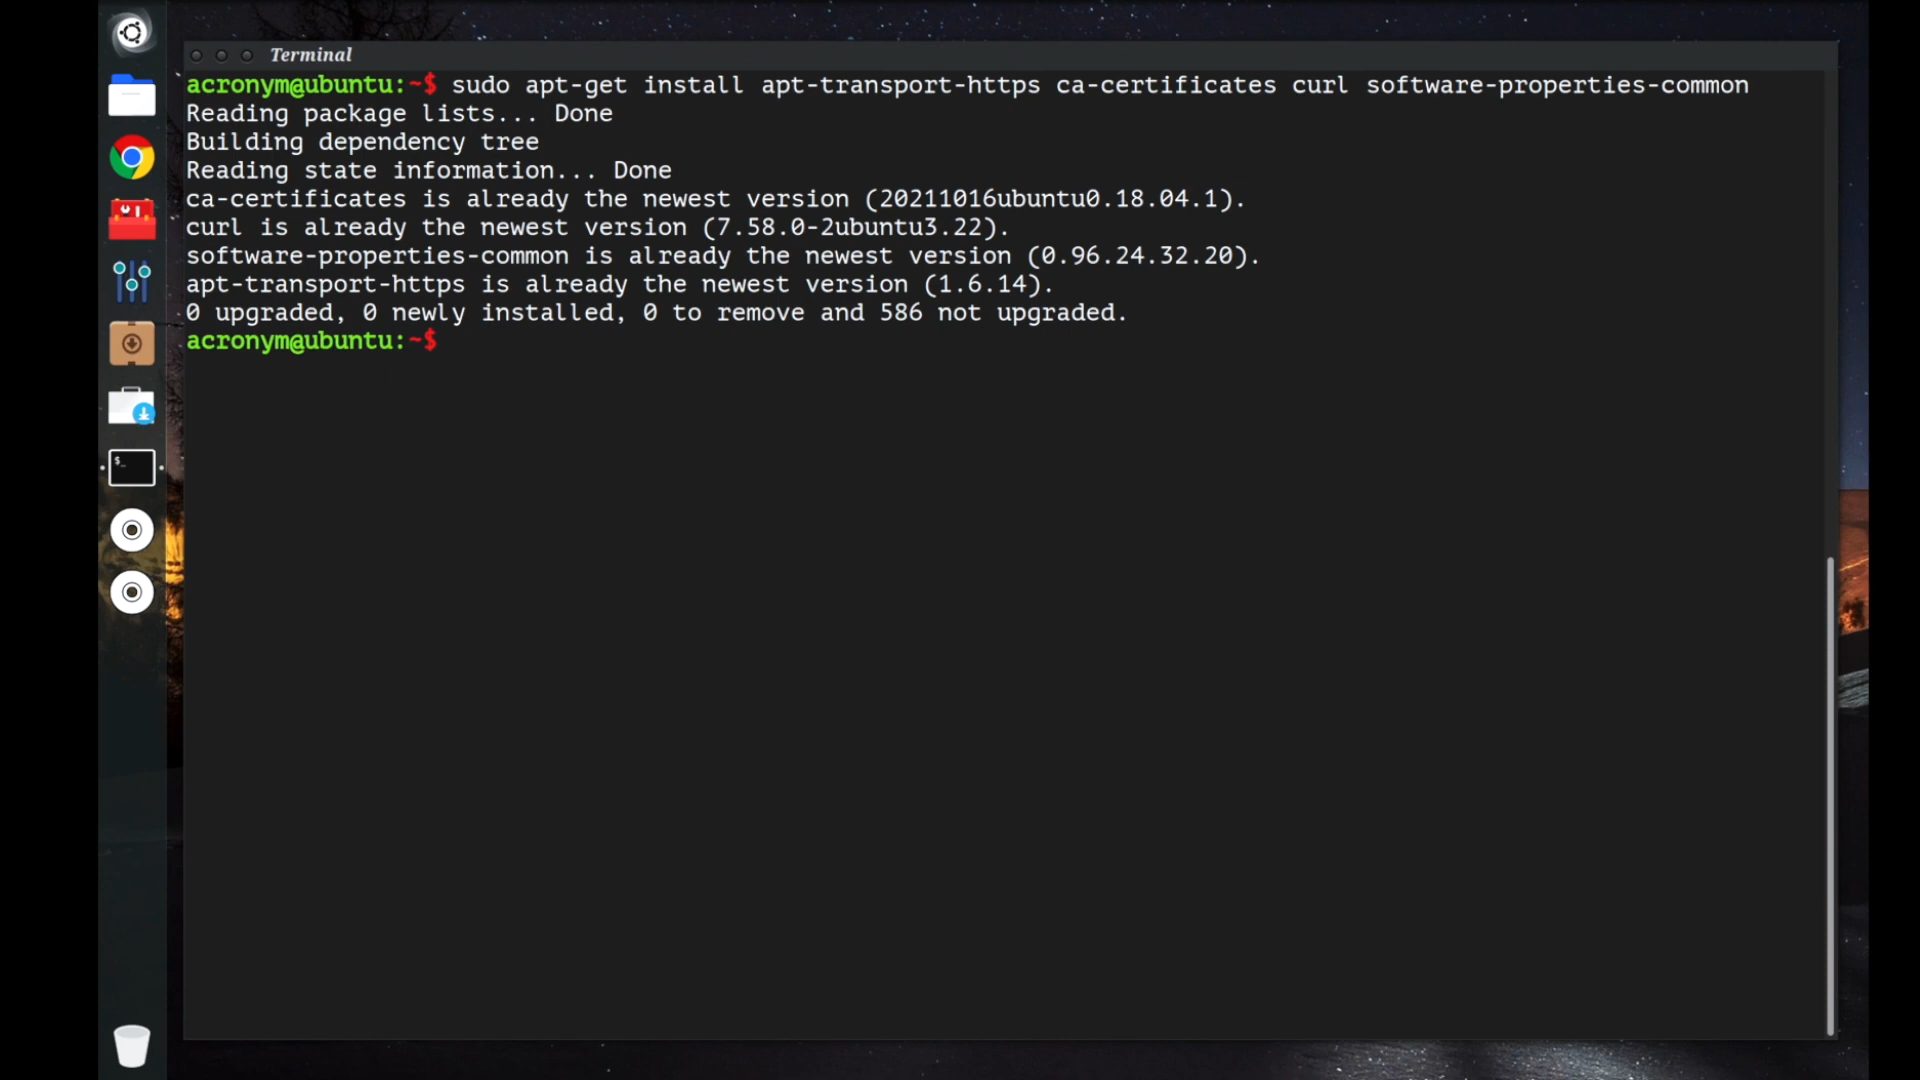 Terminal
acronym@ubuntu:~$ sudo apt-get install apt-transport-https ca-certificates curl software-properties-common
Reading package lists... Done
Building dependency tree
Reading state information... Done
ca-certificates is already the newest version (20211016ubuntu0.18.04.1).
curl is already the newest version (7.58.0-2ubuntu3.22).
software-properties-common is already the newest version (0.96.24.32.20).
apt-transport-https is already the newest version (1.6.14).
0 upgraded, 0 newly installed, 0 to remove and 586 not upgraded.
acronym@ubuntu:~$
$_